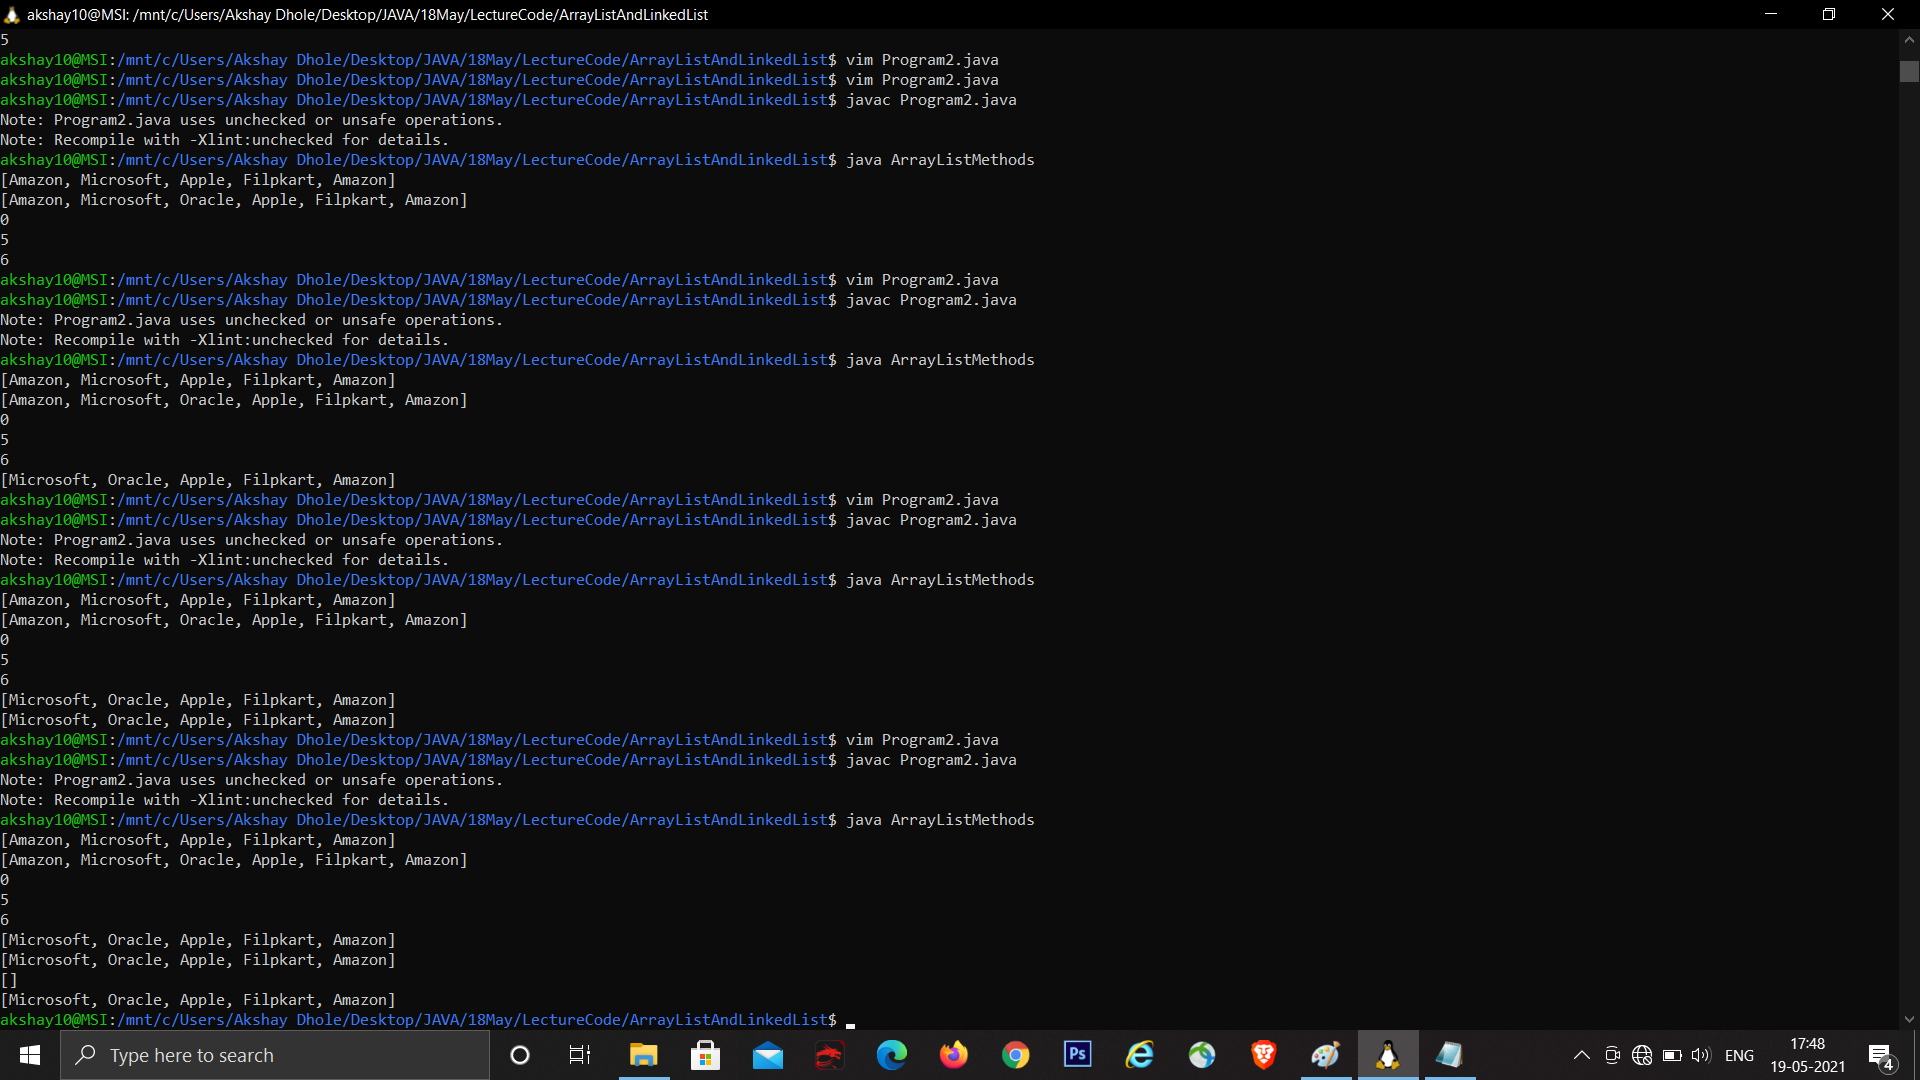 akshay10@MSI: /mnt/c/Users/Akshay Dhole/Desktop/JAVA/18May/LectureCode/ArrayListAndLinkedList
5
akshay10@MSI:/mnt/c/Users/Akshay Dhole/Desktop/JAVA/18May/LectureCode/ArrayListAndLinkedList$ vim Program2.java
akshay10@MSI:/mnt/c/Users/Akshay Dhole/Desktop/JAVA/18May/LectureCode/ArrayListAndLinkedList$ vim Program2.java
akshay10@MSI:/mnt/c/Users/Akshay Dhole/Desktop/JAVA/18May/LectureCode/ArrayListAndLinkedList$ javac Program2.java
Note: Program2.java uses unchecked or unsafe operations.
Note: Recompile with -Xlint:unchecked for details.
akshay10@MSI:/mnt/c/Users/Akshay Dhole/Desktop/JAVA/18May/LectureCode/ArrayListAndLinkedList$ java ArrayListMethods
[Amazon, Microsoft, Apple, Filpkart, Amazon]
[Amazon, Microsoft, Oracle, Apple, Filpkart, Amazon]
0
5
6
akshay10@MSI:/mnt/c/Users/Akshay Dhole/Desktop/JAVA/18May/LectureCode/ArrayListAndLinkedList$ vim Program2.java
akshay10@MSI:/mnt/c/Users/Akshay Dhole/Desktop/JAVA/18May/LectureCode/ArrayListAndLinkedList$ javac Program2.java
Note: Program2.java uses unchecked or unsafe operations.
Note: Recompile with -Xlint:unchecked for details.
akshay10@MSI:/mnt/c/Users/Akshay Dhole/Desktop/JAVA/18May/LectureCode/ArrayListAndLinkedList$ java ArrayListMethods
[Amazon, Microsoft, Apple, Filpkart, Amazon]
[Amazon, Microsoft, Oracle, Apple, Filpkart, Amazon]
0
5
6
[Microsoft, Oracle, Apple, Filpkart, Amazon]
akshay10@MSI:/mnt/c/Users/Akshay Dhole/Desktop/JAVA/18May/LectureCode/ArrayListAndLinkedList$ vim Program2.java
akshay10@MSI:/mnt/c/Users/Akshay Dhole/Desktop/JAVA/18May/LectureCode/ArrayListAndLinkedList$ javac Program2.java
Note: Program2.java uses unchecked or unsafe operations.
Note: Recompile with -Xlint:unchecked for details.
akshay10@MSI:/mnt/c/Users/Akshay Dhole/Desktop/JAVA/18May/LectureCode/ArrayListAndLinkedList$ java ArrayListMethods
[Amazon, Microsoft, Apple, Filpkart, Amazon]
[Amazon, Microsoft, Oracle, Apple, Filpkart, Amazon]
0
5
6
[Microsoft, Oracle, Apple, Filpkart, Amazon]
[Microsoft, Oracle, Apple, Filpkart, Amazon]
akshay10@MSI:/mnt/c/Users/Akshay Dhole/Desktop/JAVA/18May/LectureCode/ArrayListAndLinkedList$ vim Program2.java
akshay10@MSI:/mnt/c/Users/Akshay Dhole/Desktop/JAVA/18May/LectureCode/ArrayListAndLinkedList$ javac Program2.java
Note: Program2.java uses unchecked or unsafe operations.
Note: Recompile with -Xlint:unchecked for details.
akshay10@MSI:/mnt/c/Users/Akshay Dhole/Desktop/JAVA/18May/LectureCode/ArrayListAndLinkedList$ java ArrayListMethods
[Amazon, Microsoft, Apple, Filpkart, Amazon]
[Amazon, Microsoft, Oracle, Apple, Filpkart, Amazon]
0
5
6
[Microsoft, Oracle, Apple, Filpkart, Amazon]
[Microsoft, Oracle, Apple, Filpkart, Amazon]
[]
[Microsoft, Oracle, Apple, Filpkart, Amazon]
akshay10@MSI:/mnt/c/Users/Akshay Dhole/Desktop/JAVA/18May/LectureCode/ArrayListAndLinkedList$
Type here to search
Ps
ENG
17:48
19-05-2021
4